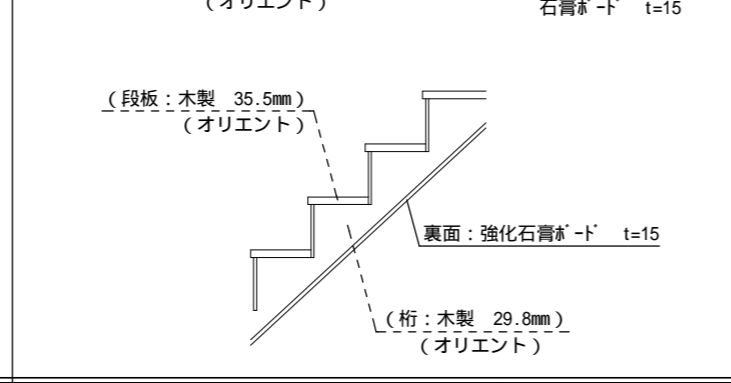 （オリエント）
石膏ﾎﾞｰﾄﾞ　t=15
（段板：木製　35.5mm）
（オリエント）
裏面：強化石膏ﾎﾞｰﾄﾞ　t=15
（桁：木製　29.8mm）
（オリエント）